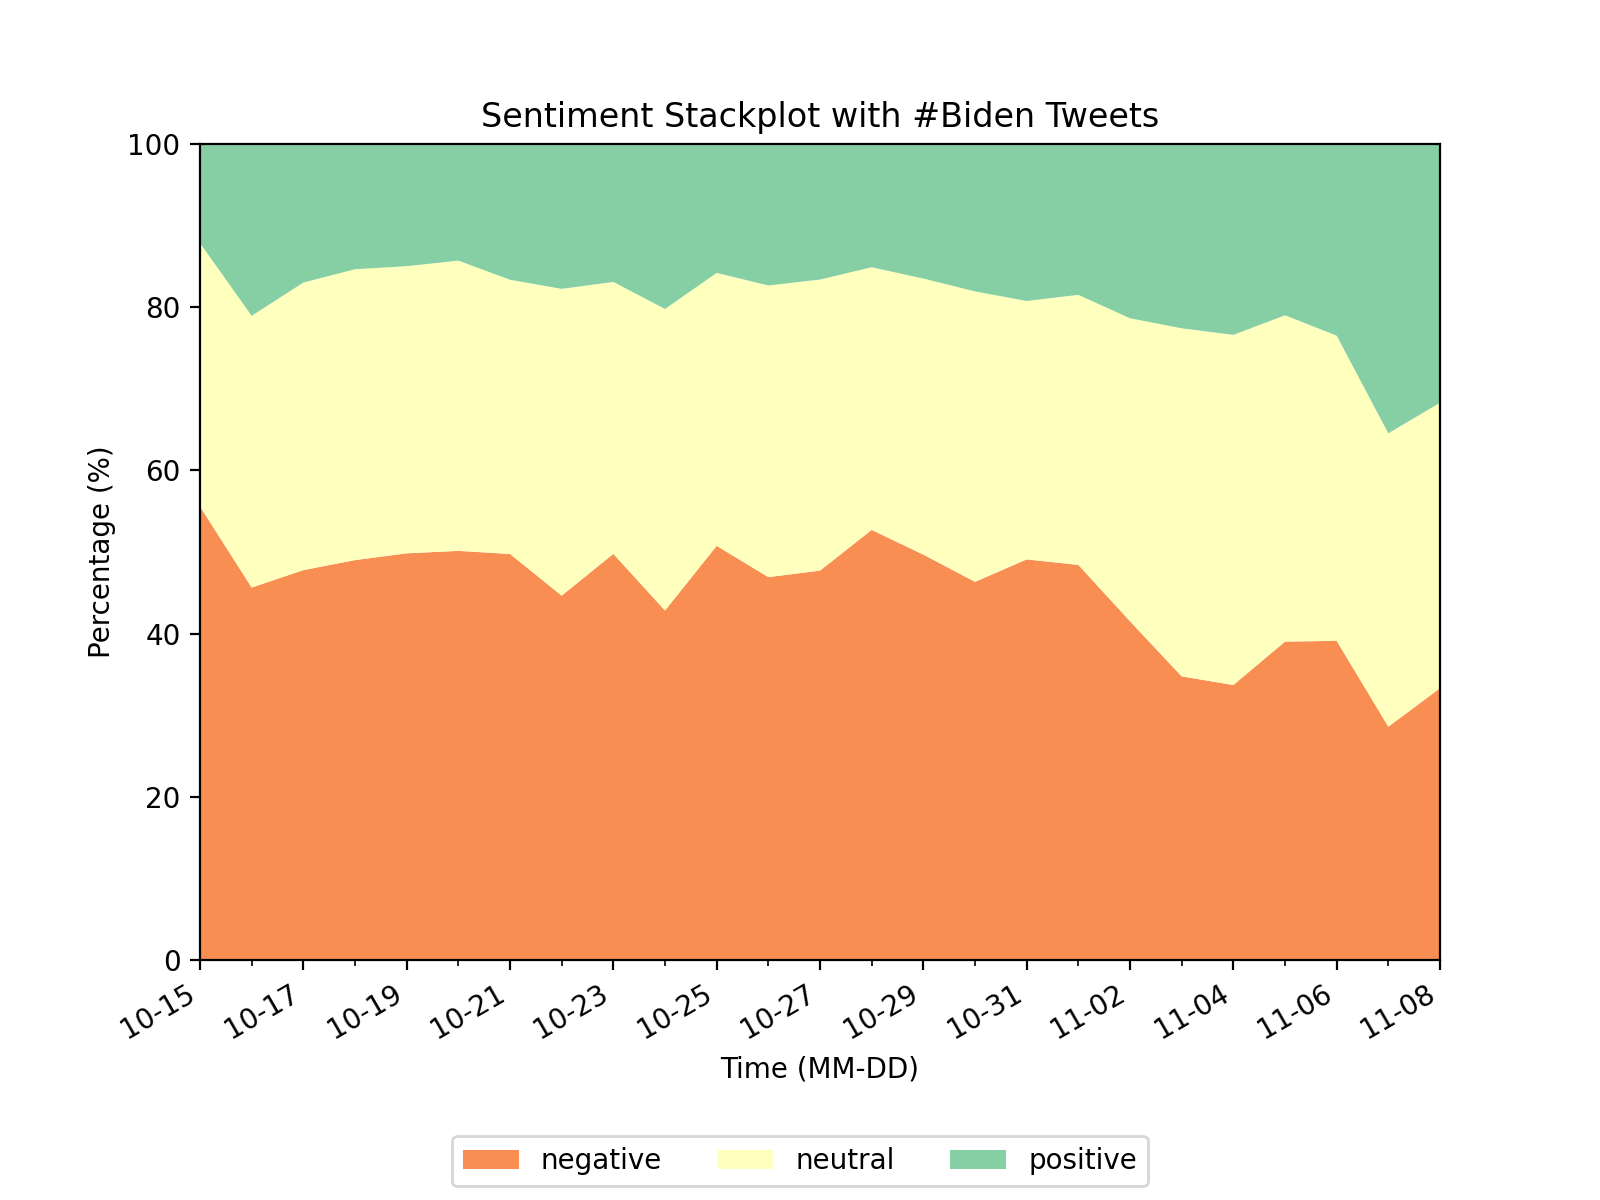 Sentiment Stackplot with #Biden Tweets
100
80
60
40
20
0
Percentage (%)
10-15 10-17 10-19 10-21 10-23 10-25 10-27 10-29 10-31 11-02 11-04 11-06 11-08
Time (MM-DD)
negative neutral positive